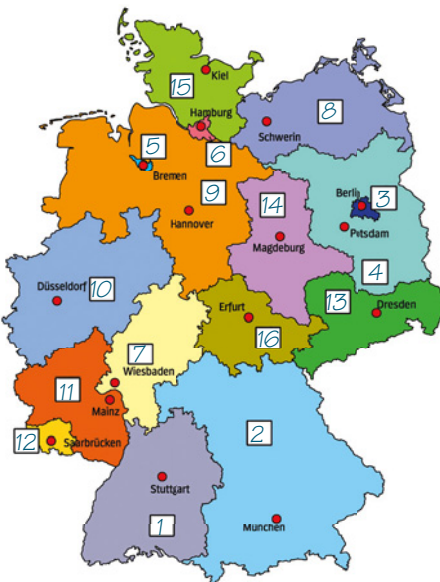 Kiel
15
Hamburg
8
Schwerin
6
5
Bremen
9
Berlin
3
14
Hannover
Pitsdam
Magdeburg
4
10
Düsseldorf
13
Erfurt
Dresden
16
7
Wiesbaden
11
Mainz
2
12
Saarbrücken
Stuttgart
1
München